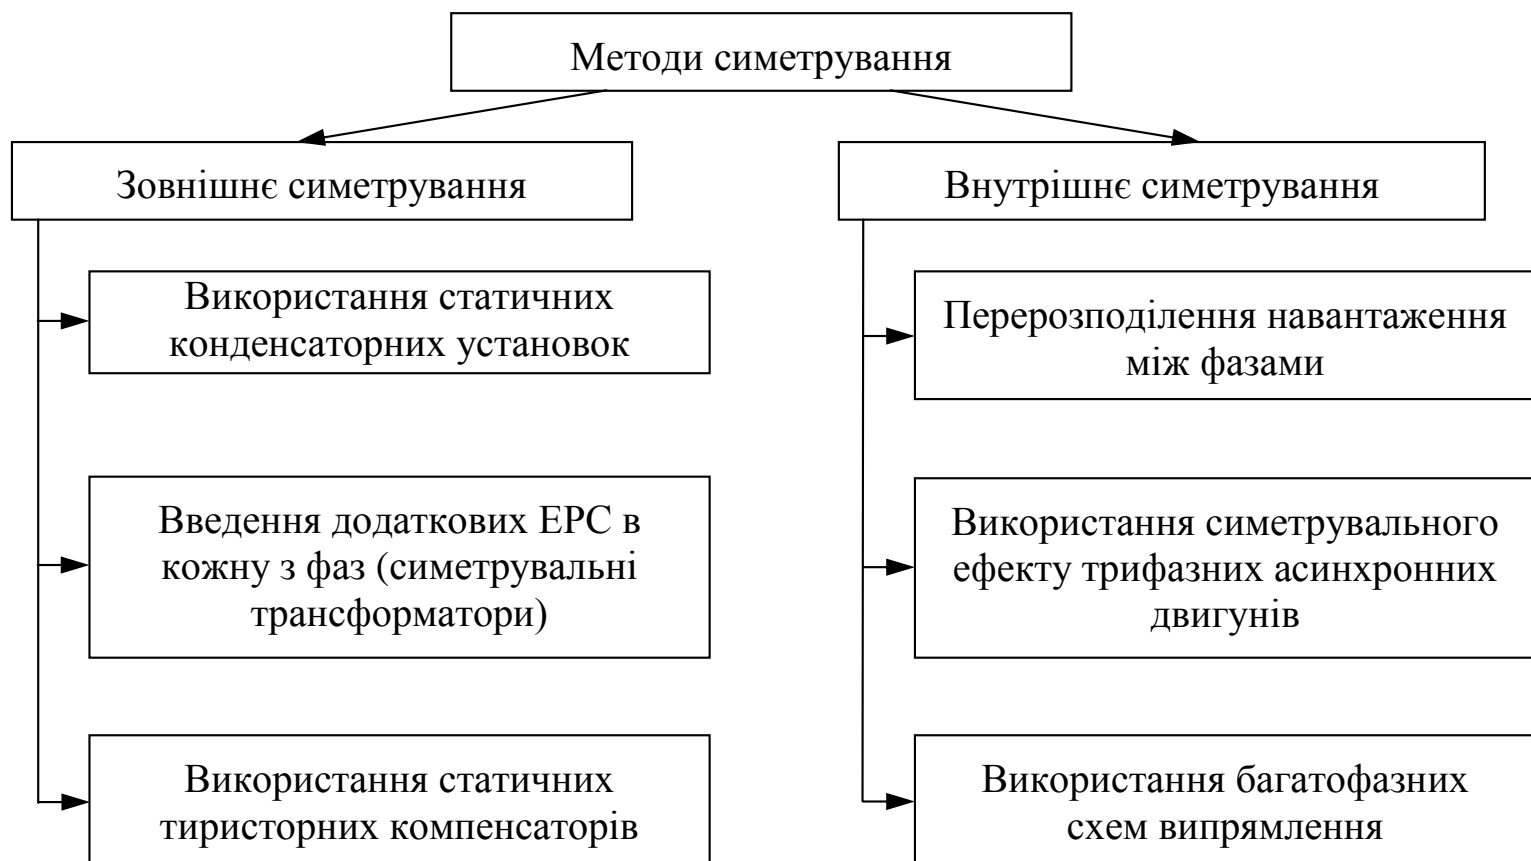 Методи симетрування
Зовнішнє симетрування
Використання статичних
конденсаторних установок
Введення додаткових ЕРС в
кожну з фаз (симетрувальні
трансформатори)
Використання статичних
тиристорних компенсаторів
Внутрішнє симетрування
Перерозподілення навантаження
між фазами
Використання симетрувального
ефекту трифазних асинхронних
двигунів
Використання багатофазних
схем випрямлення